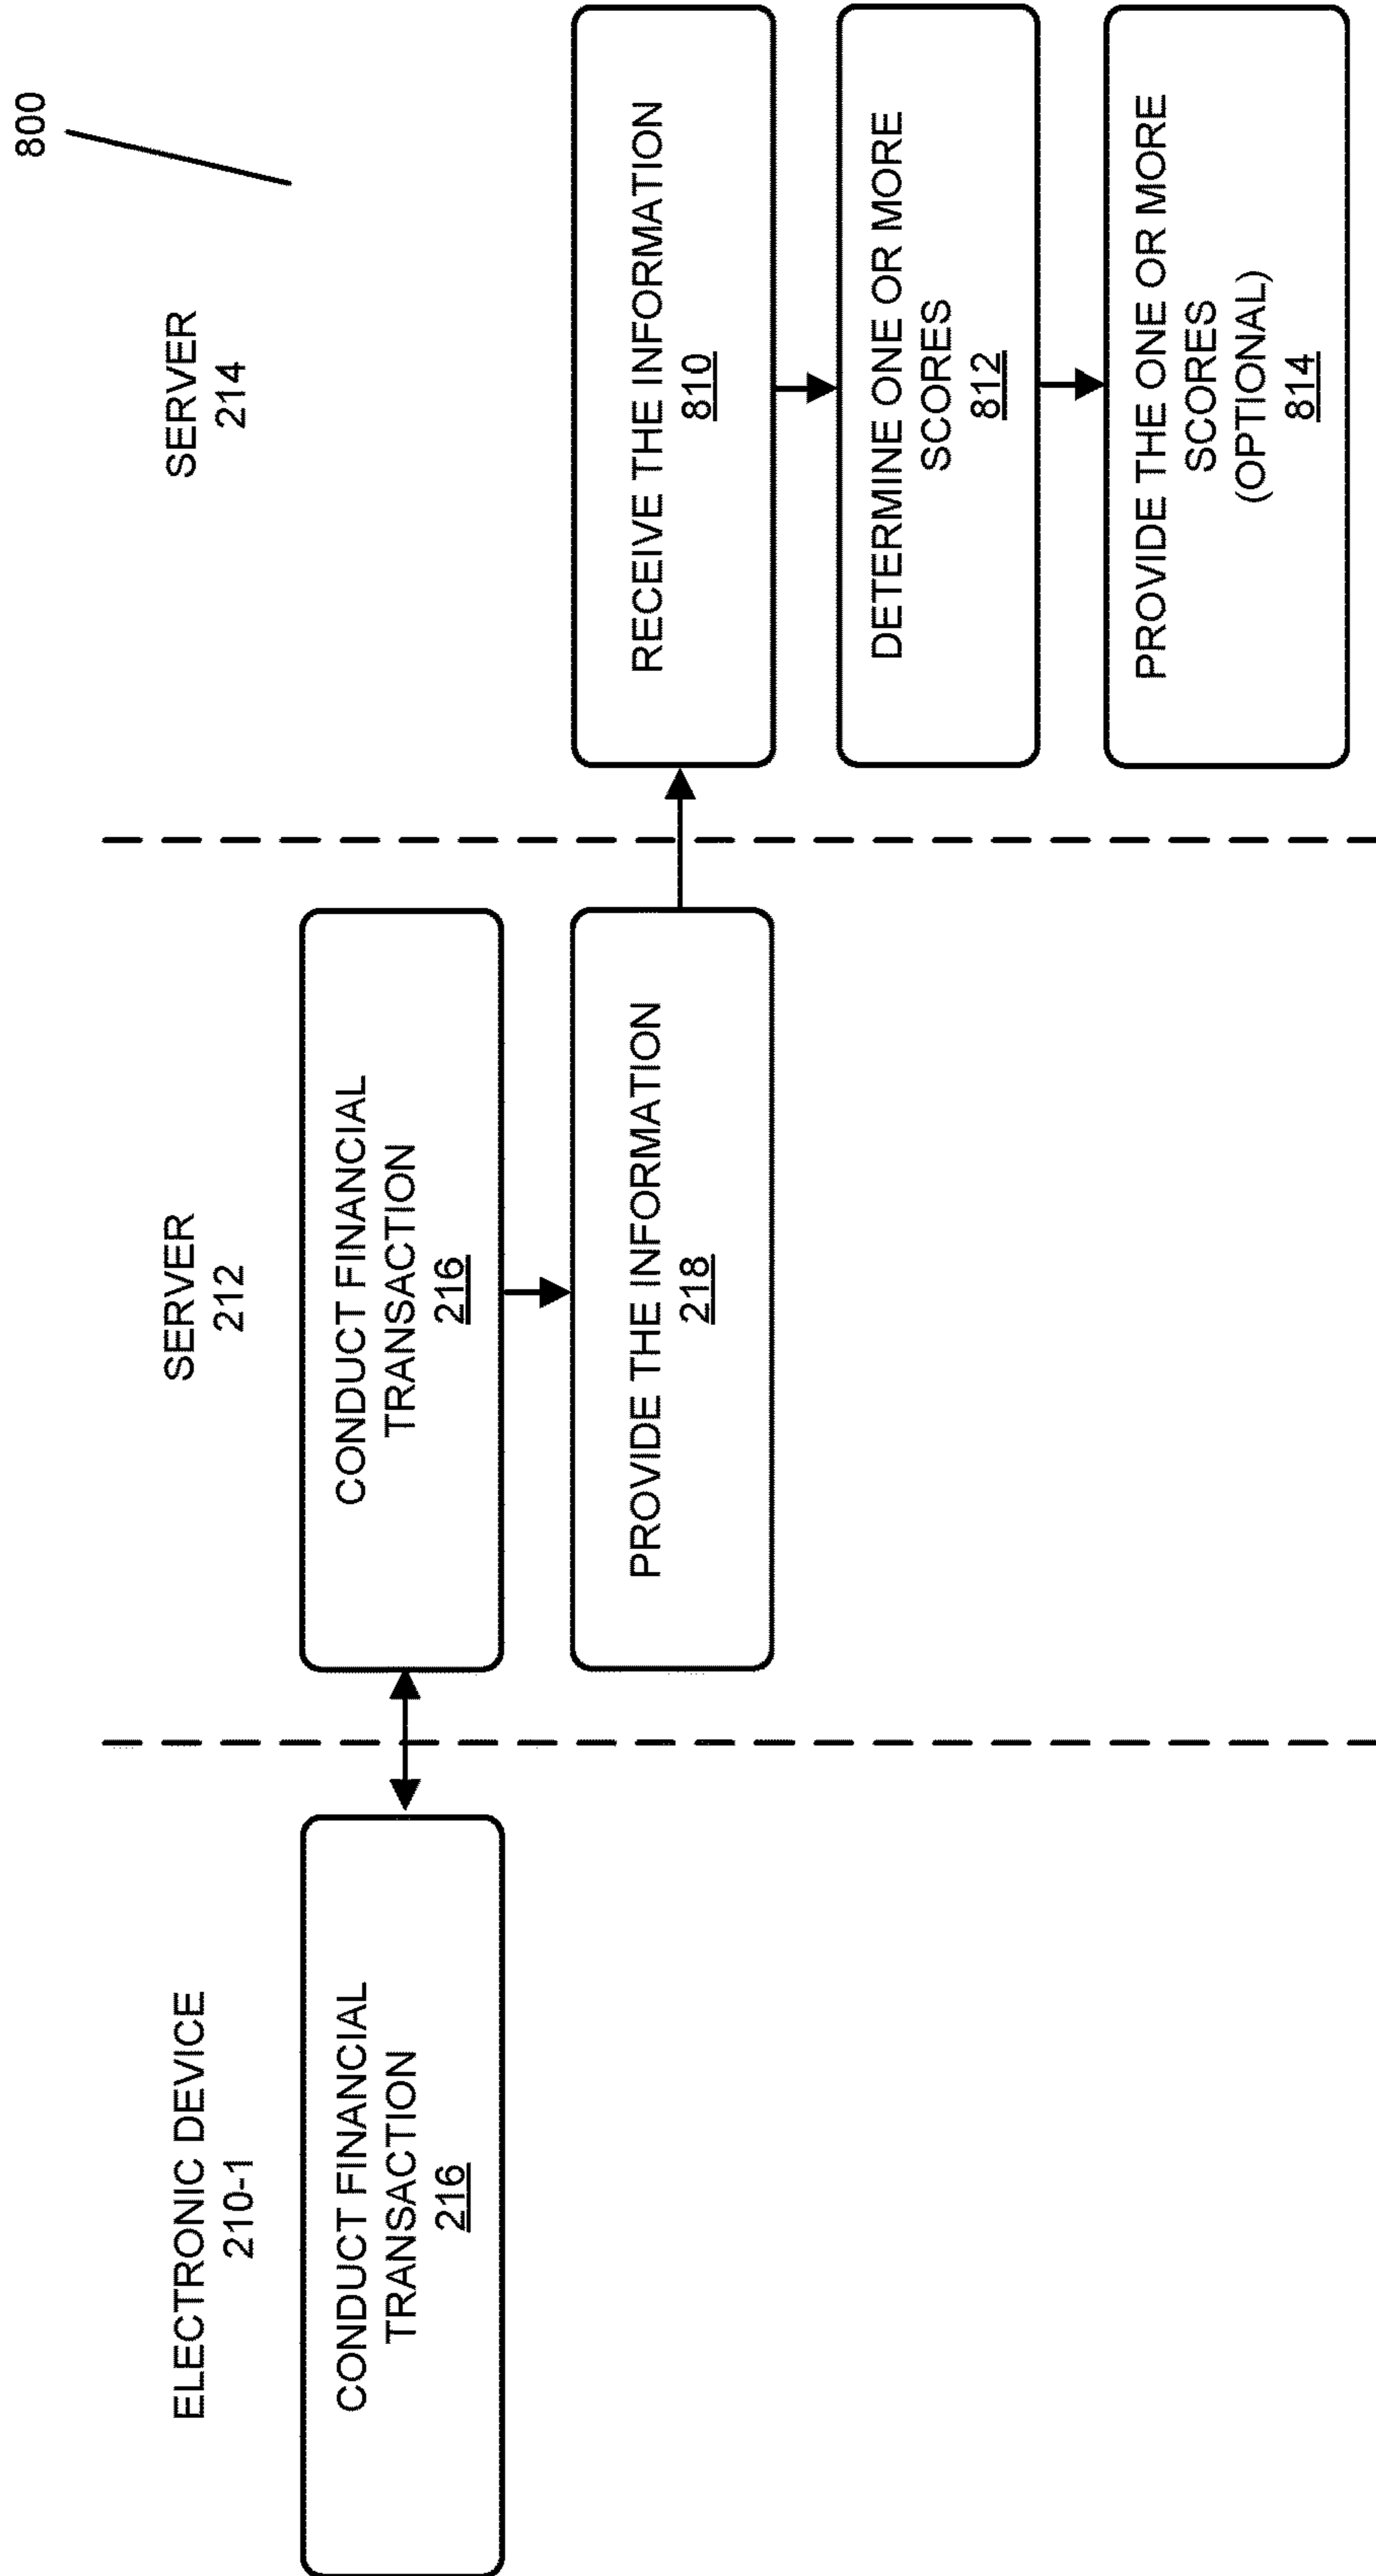 800
ELECTRONIC DEVICE
210-1
SERVER
212
SERVER
214
CONDUCT FINANCIAL
TRANSACTION
216
CONDUCT FINANCIAL
TRANSACTION
216
PROVIDE THE INFORMATION
218
RECEIVE THE INFORMATION
810
DETERMINE ONE OR MORE
SCORES
812
PROVIDE THE ONE OR MORE
SCORES
(OPTIONAL)
814